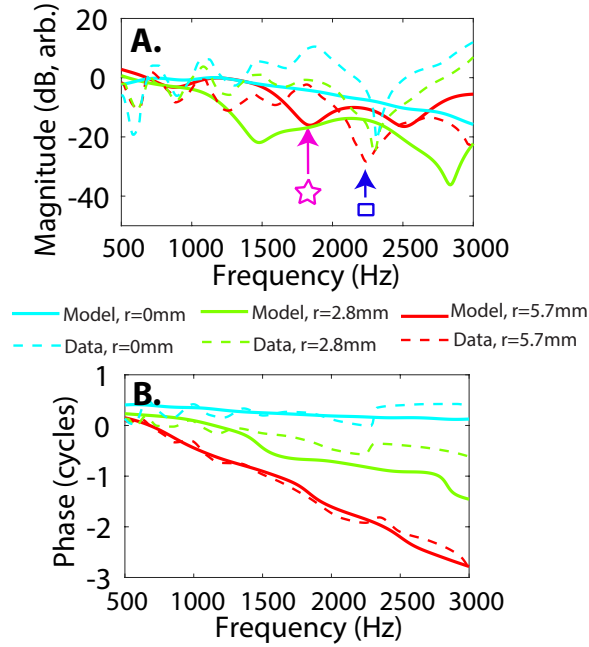 A.
Magnitude (dB, arb.)
20
0
-20
-40
500 1000 1500 2000 2500 3000
Frequency (Hz)
Model, r=0mm Model, r=2.8mm Model, r=5.7mm
Data, r=0mm Data, r=2.8mm Data, r=5.7mm
B.
Phase (cycles)
1
0
-1
-2
-3
500 1000 1500 2000 2500 3000
Frequency (Hz)